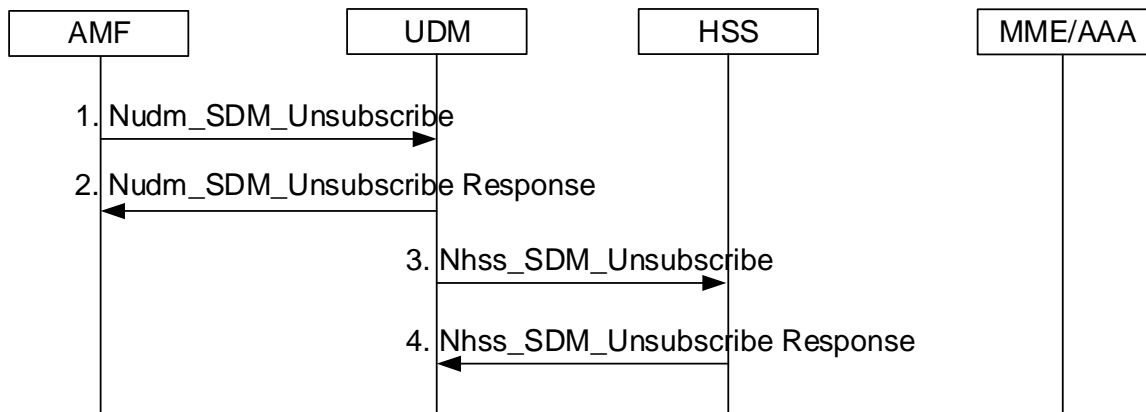 AMF
UDM
HSS
MME/AAA
1. Nudm_SDM_Unsubscribe
2. Nudm_SDM_Unsubscribe Response
3. Nhss_SDM_Unsubscribe
4. Nhss_SDM_Unsubscribe Response